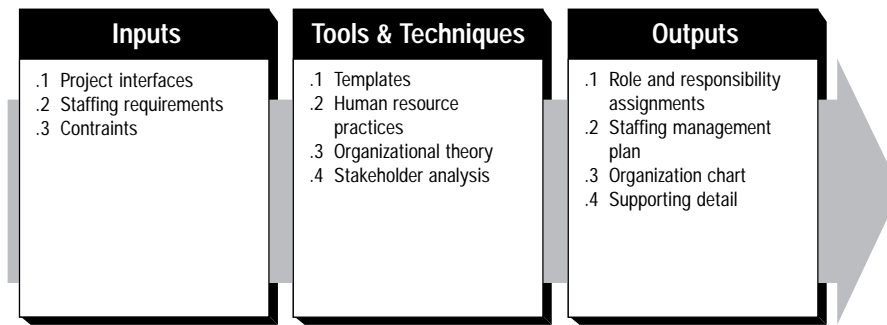 Inputs
.1 Project interfaces
.2 Staffing requirements
.3 Contraints
Tools & Techniques
.1 Templates
.2 Human resource
practices
.3 Organizational theory
.4 Stakeholder analysis
Outputs
.1 Role and responsibility
assignments
.2 Staffing management
plan
.3 Organization chart
.4 Supporting detail